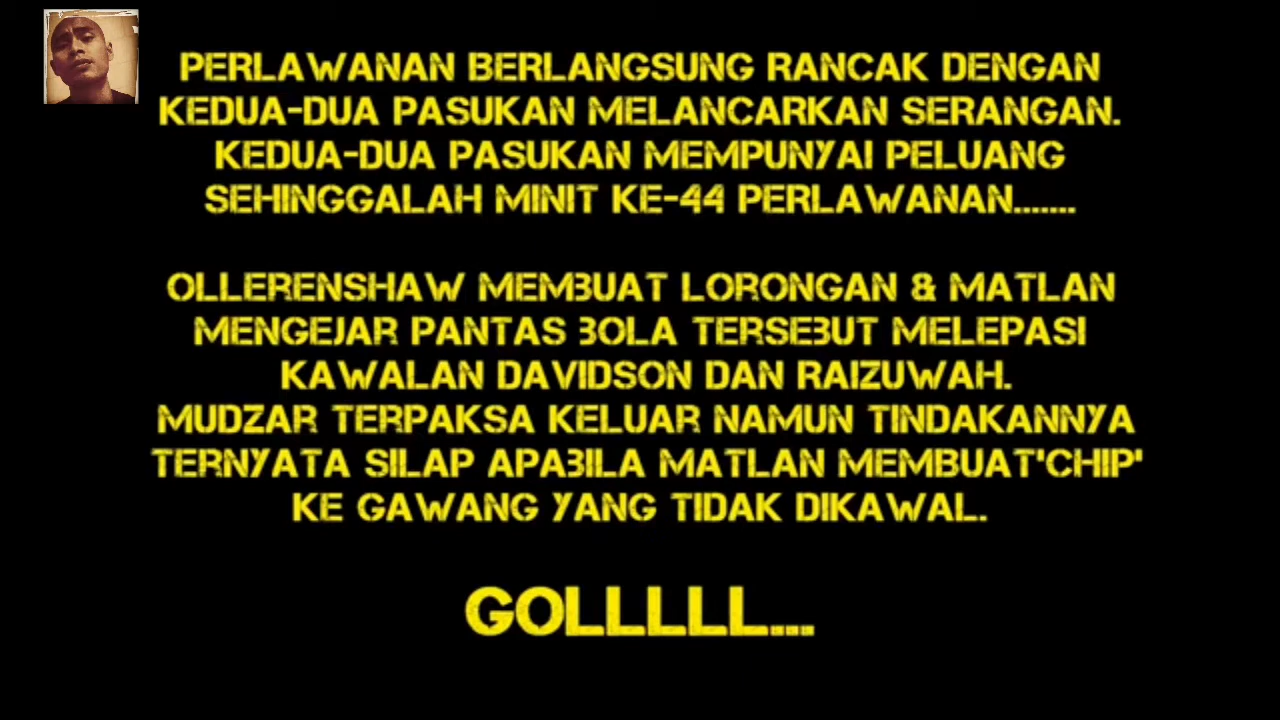 PERLAWANAN BERLANGSUNG RANCAK DENGAN
KEDUA-DUA PASUKAN MELANCARKAN SERANGAN.
KEDUA-DUA PASUKAN MEMPUNYAI PELUANG
SEHINGGALAH MINIT KE-44 PERLAWANAN.......
OLLERENSHAW MEMBUAT LORONGAN & MATLAN
MENGEJAR PANTAS BOLA TERSEBUT MELEPASI
KAWALAN DAVIDSON DAN RAIZUWAH.
MUDZAR TERPAKSA KELUAR NAMUN TINDAKANNYA
TERNYATA SILAP APABILA MATLAN MEMBUAT'CHIP'
KE GAWANG YANG TIDAK DIKAWAL.
GOLLLLL....